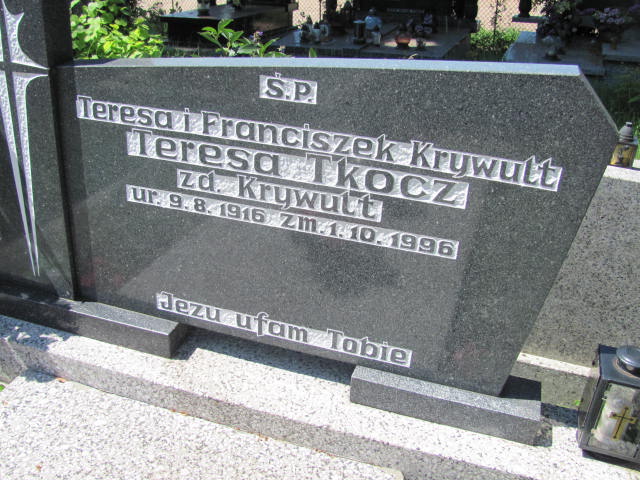 Ś.P.
Teresa i Franciszek Krywult
Teresa Tkocz
zd. Krywult
ur. 9.8.1916 zm. 1.10.1996
Jezu ufam Tobie